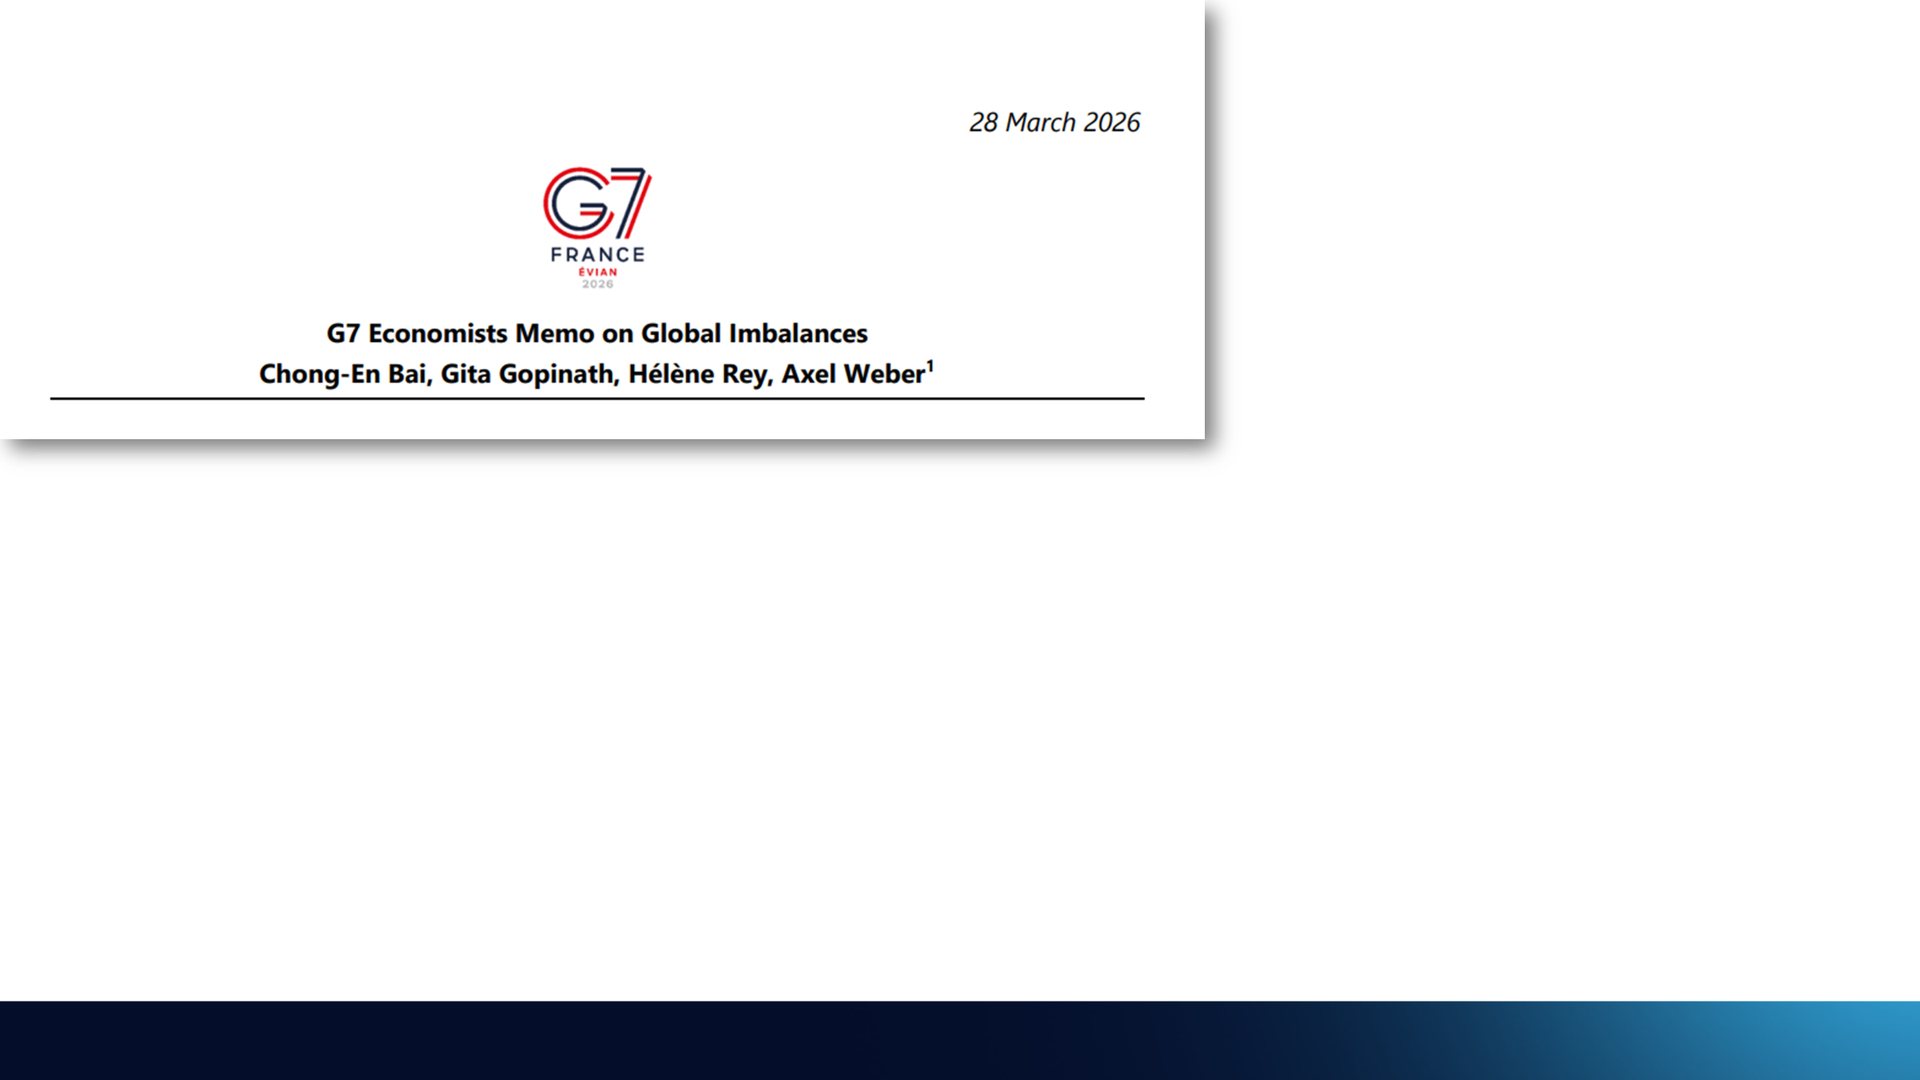 28 March 2026
G7
FRANCE
ÉVIAN
2026
G7 Economists Memo on Global Imbalances
Chong-En Bai, Gita Gopinath, Hélène Rey, Axel Weber¹